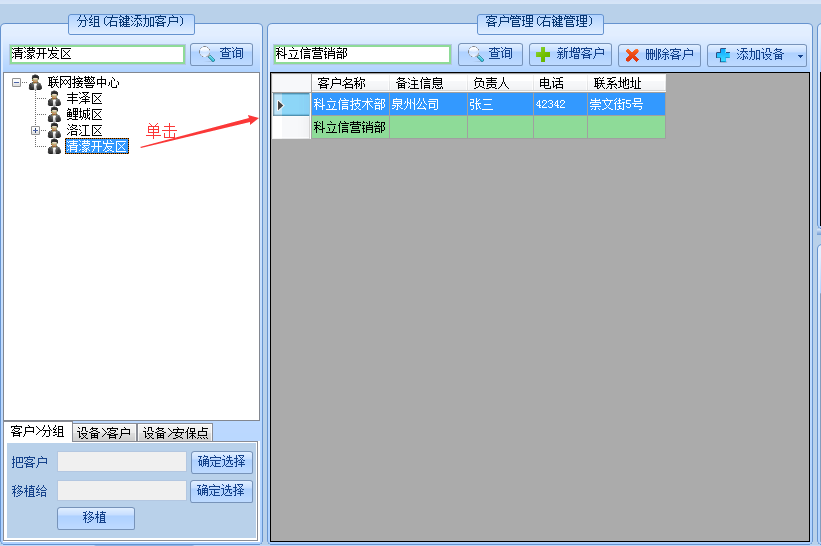 分组(右键添加客户)
清濛开发区
查询
联网接警中心
丰泽区
鲤城区
洛江区
清濛开发区
单击
客户>分组
设备>客户
设备>安保点
把客户
确定选择
移植给
确定选择
移植
客户管理(右键管理)
科立信营销部
查询
新增客户
删除客户
添加设备
客户名称 备注信息 负责人 电话 联系地址
科立信技术部 泉州公司 张三 42342 崇文街5号
科立信营销部